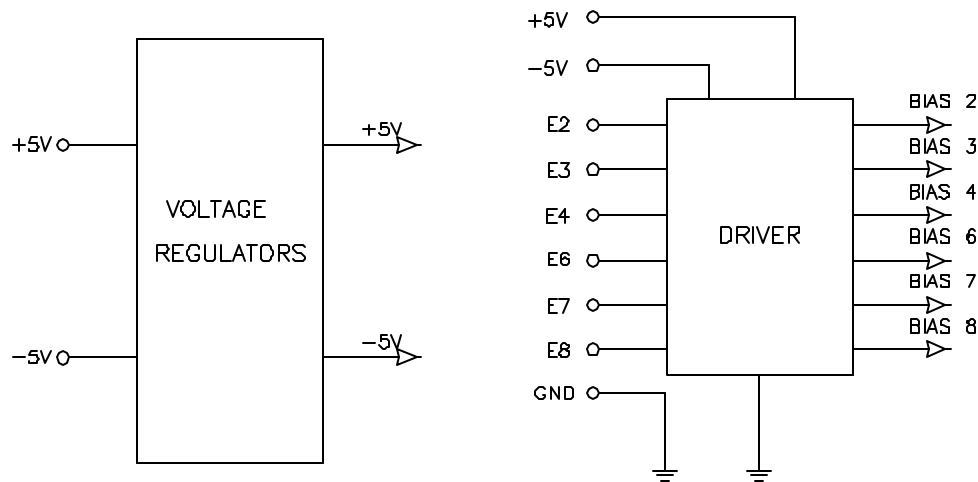 +5V
-5V
VOLTAGE
REGULATORS
+5V
-5V
+5V
-5V
E2
E3
E4
E6
E7
E8
GND
DRIVER
BIAS 2
BIAS 3
BIAS 4
BIAS 6
BIAS 7
BIAS 8